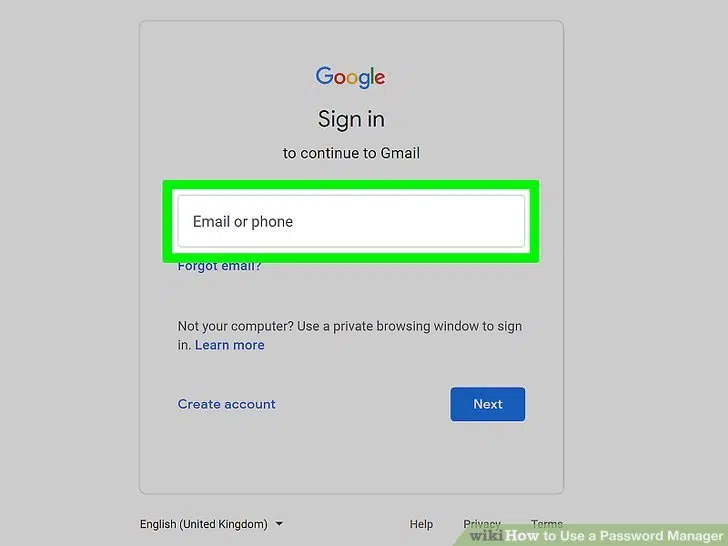 Google
Sign in
to continue to Gmail
Email or phone
Forgot email?
Not your computer? Use a private browsing window to sign
in. Learn more
Create account
Next
English (United Kingdom)
Help
Privacy
Terms
wikiHow to Use a Password Manager